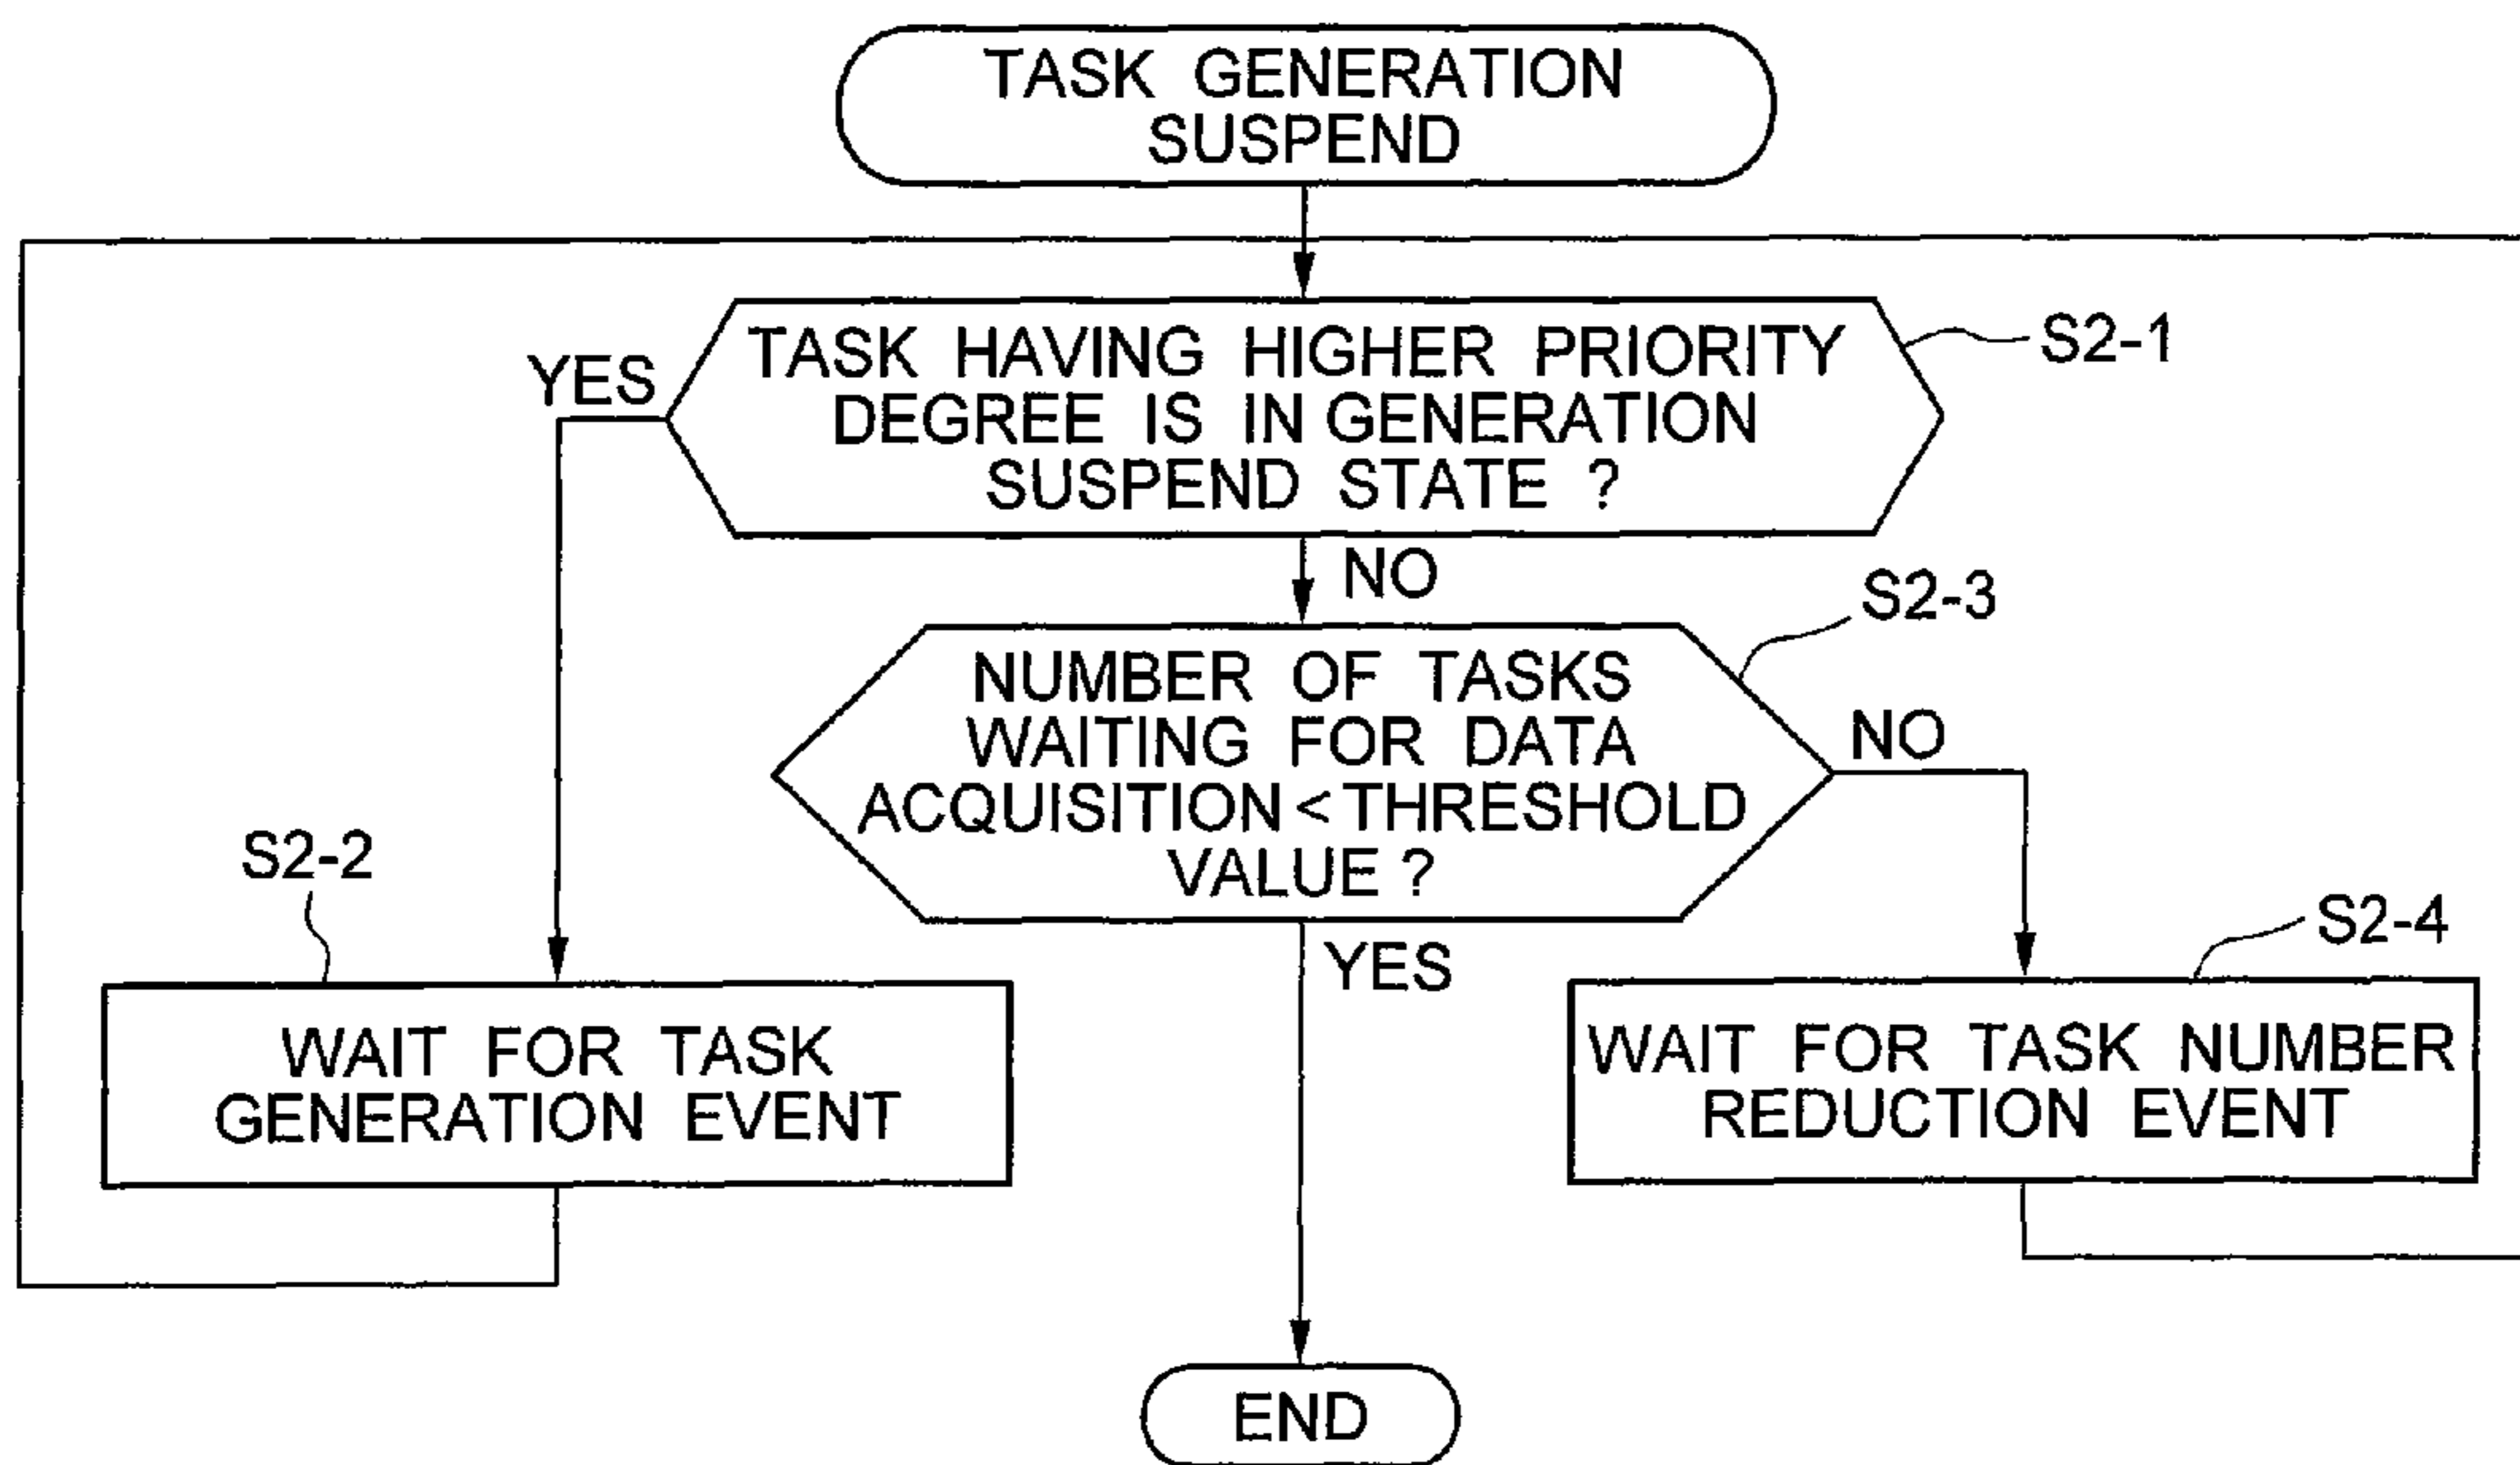 TASK GENERATION
SUSPEND
TASK HAVING HIGHER PRIORITY
DEGREE IS IN GENERATION
SUSPEND STATE ?
S2-1
YES
NO
S2-3
NUMBER OF TASKS
WAITING FOR DATA
ACQUISITION < THRESHOLD
VALUE ?
NO
S2-2
YES
S2-4
WAIT FOR TASK
GENERATION EVENT
WAIT FOR TASK NUMBER
REDUCTION EVENT
END